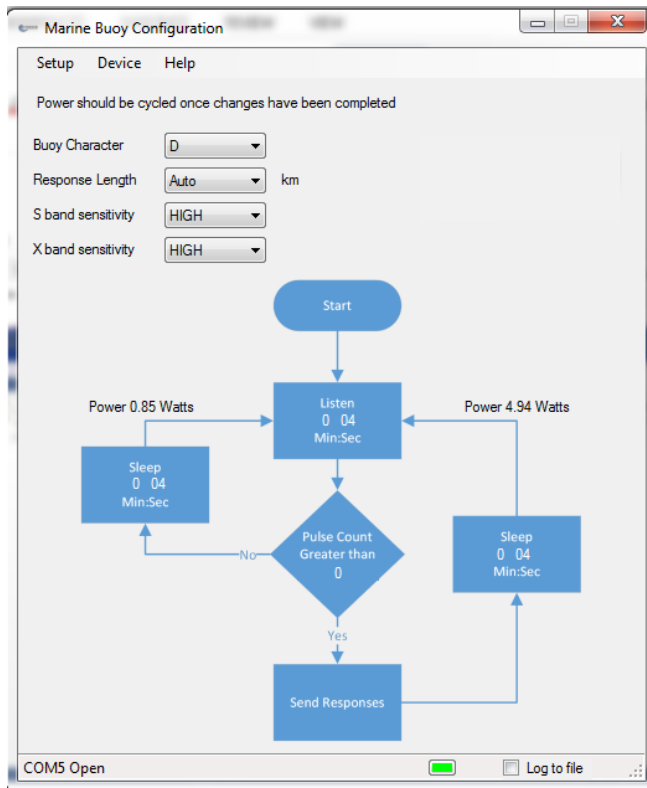 Marine Buoy Configuration
Setup Device Help
Power should be cycled once changes have been completed
Buoy Character D
Response Length Auto km
S band sensitivity HIGH
X band sensitivity HIGH
Start
Power 0.85 Watts
Listen
0 04
Min:Sec
Power 4.94 Watts
Sleep
0 04
Min:Sec
Pulse Count
Greater than
0
No
Sleep
0 04
Min:Sec
Yes
Send Responses
COM5 Open
Log to file